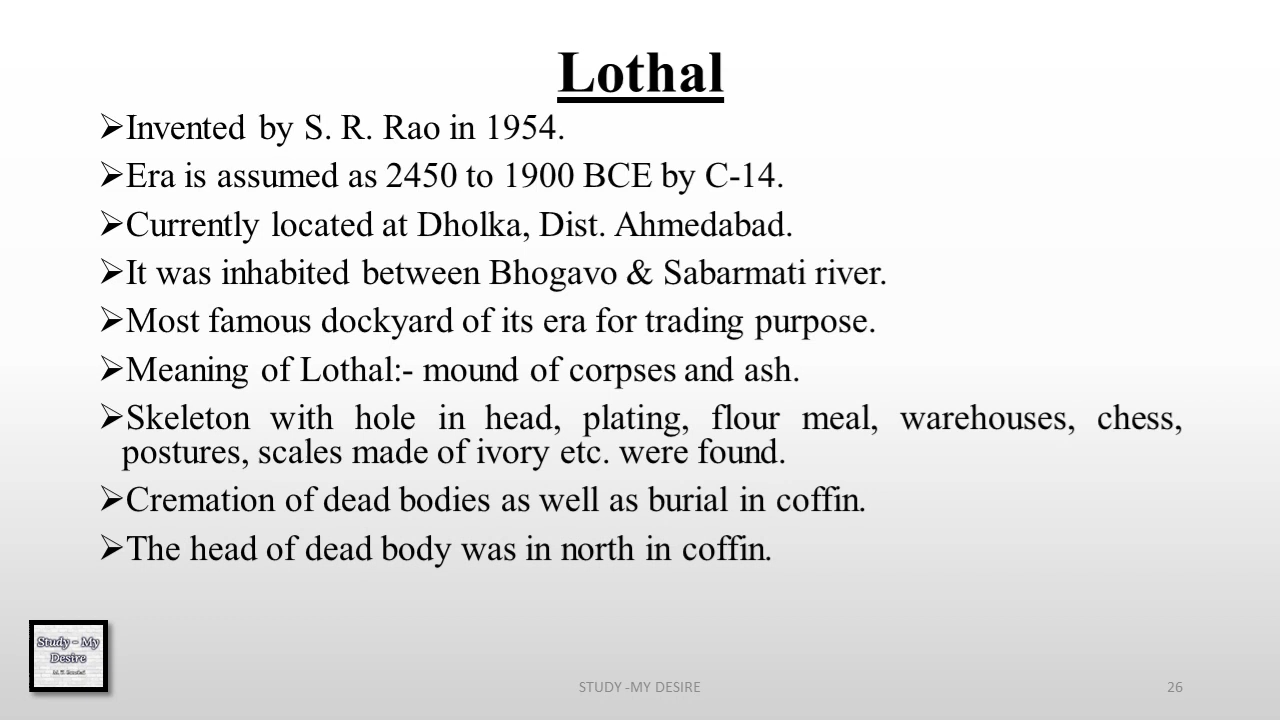 Lothal
➢Invented by S. R. Rao in 1954.
➢Era is assumed as 2450 to 1900 BCE by C-14.
➢Currently located at Dholka, Dist. Ahmedabad.
➢It was inhabited between Bhogavo & Sabarmati river.
➢Most famous dockyard of its era for trading purpose.
➢Meaning of Lothal:- mound of corpses and ash.
➢Skeleton with hole in head, plating, flour meal, warehouses, chess,
postures, scales made of ivory etc. were found.
➢Cremation of dead bodies as well as burial in coffin.
➢The head of dead body was in north in coffin.
Study - My
Desire
STUDY -MY DESIRE
26